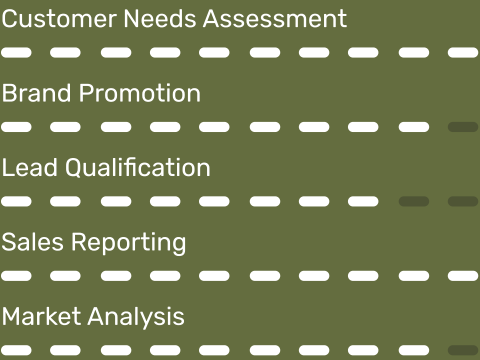 Customer Needs Assessment
Brand Promotion
Lead Qualification
Sales Reporting
Market Analysis